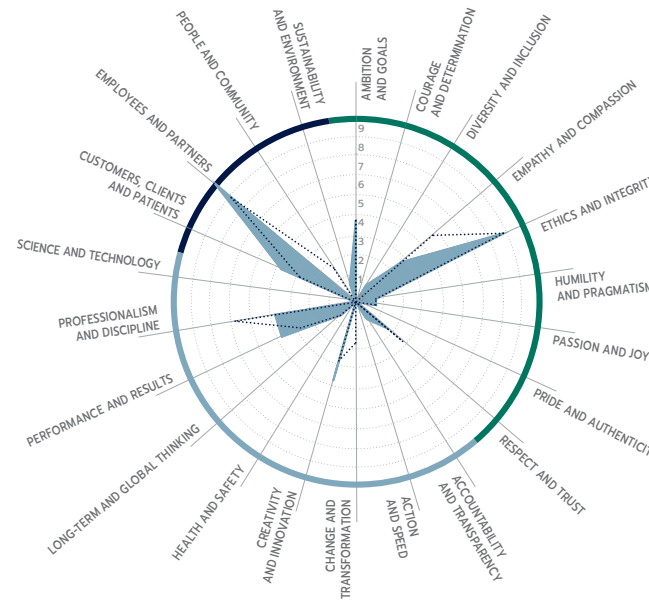 AMBITION
AND GOALS
COURAGE
AND DETERMINATION
DIVERSITY AND INCLUSION
EMPATHY AND COMPASSION
ETHICS AND INTEGRIT
HUMILITY
AND PRAGMATISM
PASSION AND JOY
PRIDE AND AUTHENTICIT
RESPECT AND TRUST
ACCOUNTABILITY
AND TRANSPARENCY
ACTION
AND SPEED
CHANGE AND
TRANSFORMATION
CREATIVITY
AND INNOVATION
HEALTH AND SAFETY
LONG-TERM AND GLOBAL THINKING
PERFORMANCE AND RESULTS
PROFESSIONALISM
AND DISCIPLINE
SCIENCE AND TECHNOLOGY
CUSTOMERS, CLIENTS
AND PATIENTS
EMPLOYEES AND PARTNERS
PEOPLE AND COMMUNITY
SUSTAINABILITY
AND ENVIRONMENT
9
8
7
6
5
4
3
2
1